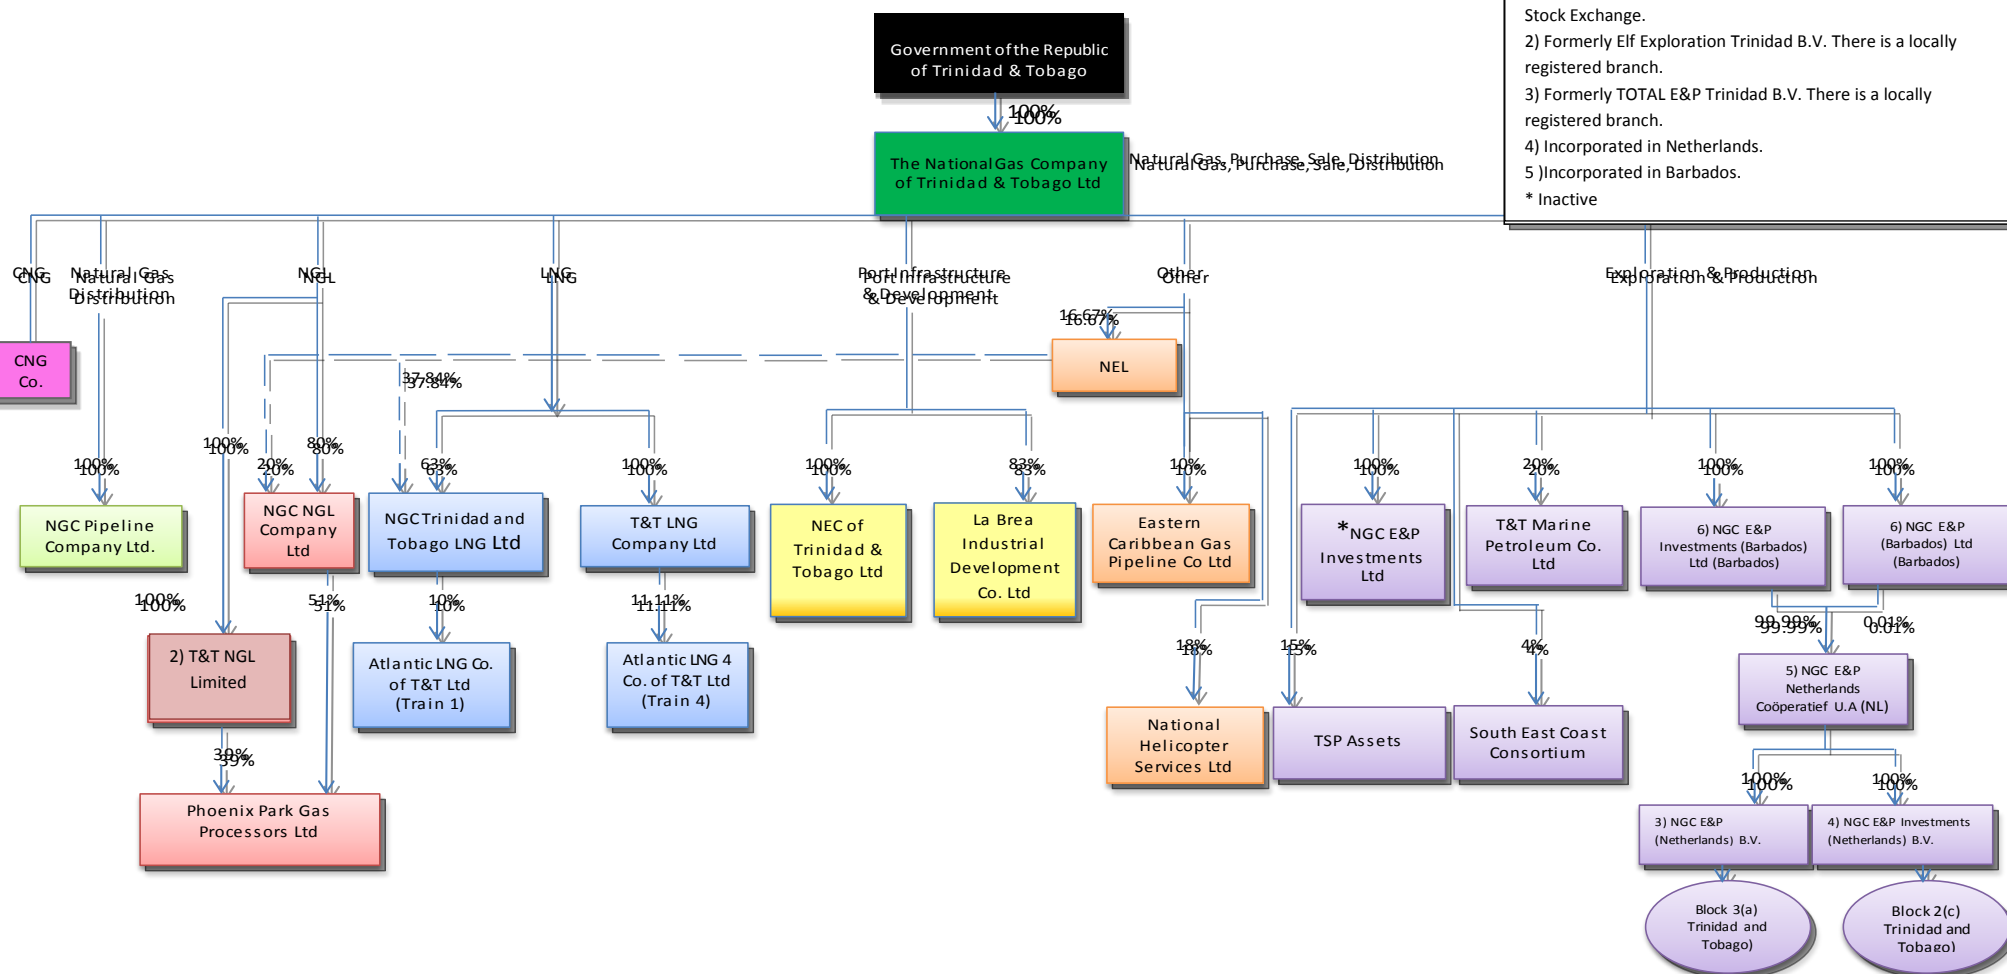 Stock Exchange.
2) Formerly Elf Exploration Trinidad B.V. There is a locally
registered branch.
3) Formerly TOTAL E&P Trinidad B.V. There is a locally
registered branch.
4) Incorporated in Netherlands.
5 )Incorporated in Barbados.
* Inactive
Government of the Republic
of Trinidad & Tobago
100%
The National Gas Company
of Trinidad & Tobago Ltd
Natural Gas, Purchase, Sale, Distribution
CNG
Natural Gas
Distribution
NGL
LNG
Port Infrastructure
& Development
Other
Exploration & Production
16.67%
CNG
Co.
NEL
37.84%
100%
100%
20%
80%
63%
100%
100%
83%
10%
100%
20%
100%
100%
NGC Pipeline
Company Ltd.
NGC NGL
Company
Ltd
NGC Trinidad and
Tobago LNG Ltd
T&T LNG
Company Ltd
NEC of
Trinidad &
Tobago Ltd
La Brea
Industrial
Development
Co. Ltd
Eastern
Caribbean Gas
Pipeline Co Ltd
*NGC E&P
Investments
Ltd
T&T Marine
Petroleum Co.
Ltd
6) NGC E&P
Investments (Barbados)
Ltd (Barbados)
6) NGC E&P
(Barbados) Ltd
(Barbados)
100%
51%
10%
11.11%
18%
15%
4%
99.99%
0.01%
2) T&T NGL
Limited
Atlantic LNG Co.
of T&T Ltd
(Train 1)
Atlantic LNG 4
Co. of T&T Ltd
(Train 4)
National
Helicopter
Services Ltd
TSP Assets
South East Coast
Consortium
5) NGC E&P
Netherlands
Coöperatief U.A (NL)
39%
100%
100%
Phoenix Park Gas
Processors Ltd
3) NGC E&P
(Netherlands) B.V.
4) NGC E&P Investments
(Netherlands) B.V.
Block 3(a)
Trinidad and
Tobago)
Block 2(c)
Trinidad and
Tobago)